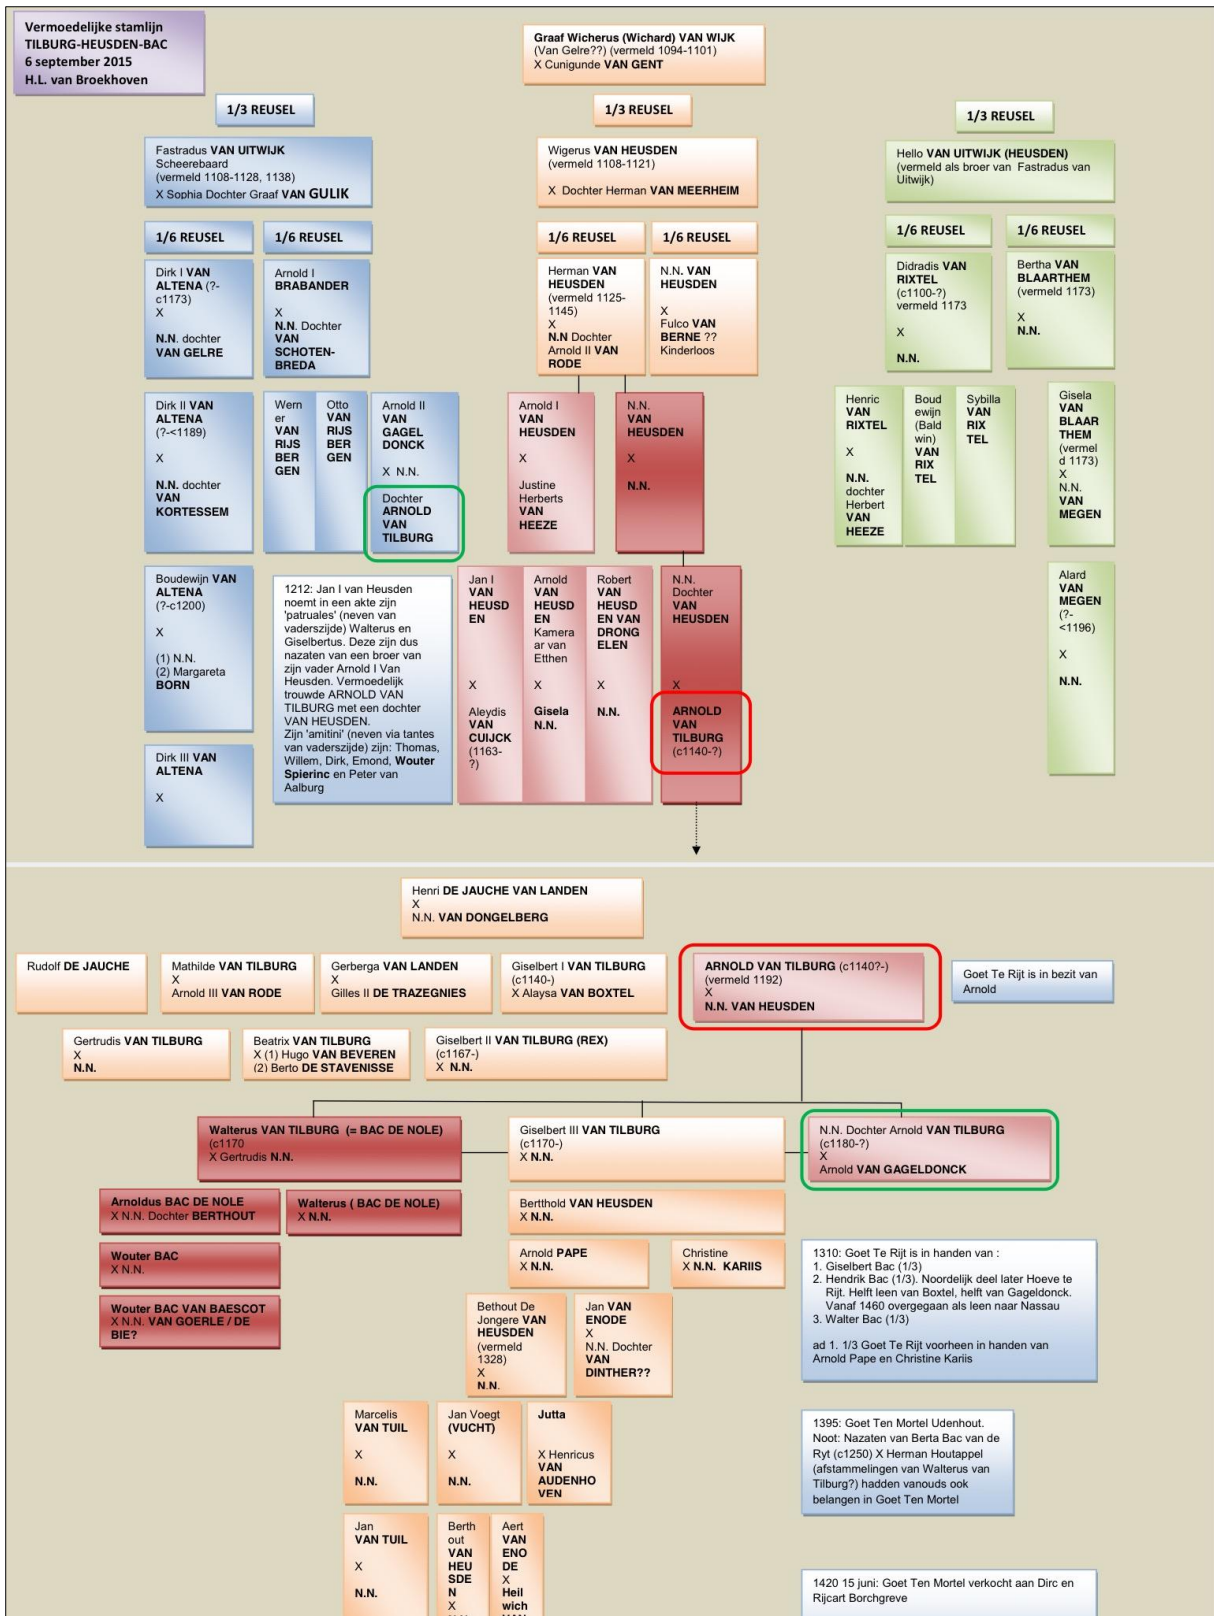 Vermoedelijke stamlijn
TILBURG-HEUSDEN-BAC
6 september 2015
H.L. van Broekhoven
Graaf Wicherus (Wichard) VAN WIJK
(Van Gelre??) (vermeld 1094-1101)
X Cunigunde VAN GENT
1/3 REUSEL
1/3 REUSEL
1/3 REUSEL
Fastradus VAN UITWIJK
Scheerebaard
(vermeld 1108-1128, 1138)
X Sophia Dochter Graaf VAN GULIK
Wigerus VAN HEUSDEN
(vermeld 1108-1121)
X Dochter Herman VAN MEERHEIM
Hello VAN UITWIJK (HEUSDEN)
(vermeld als broer van Fastradus van
Uitwijk)
1/6 REUSEL
1/6 REUSEL
1/6 REUSEL
1/6 REUSEL
1/6 REUSEL
1/6 REUSEL
Dirk I VAN
ALTENA (?-
c1173)
X
N.N. dochter
VAN GELRE
Arnold I
BRABANDER
X
N.N. Dochter
VAN
SCHOTEN-
BREDA
Herman VAN
HEUSDEN
(vermeld 1125-
1145)
X
N.N Dochter
Arnold II VAN
RODE
N.N. VAN
HEUSDEN
X
Fulco VAN
BERNE ??
Kinderloos
Didradis VAN
RIXTEL
(c1100-?)
vermeld 1173
X
N.N.
Bertha VAN
BLAARTHEM
(vermeld 1173)
X
N.N.
Dirk II VAN
ALTENA
(?-<1189)
X
N.N. dochter
VAN
KORTESSEM
Wern
er
VAN
RIJS
BER
GEN
Otto
VAN
RIJS
BER
GEN
Arnold II
VAN
GAGEL
DONCK
X N.N.
Dochter
ARNOLD
VAN
TILBURG
Arnold I
VAN
HEUSDEN
X
Justine
Herberts
VAN
HEEZE
N.N.
VAN
HEUSDEN
X
N.N.
Henric
VAN
RIXTEL
X
N.N.
dochter
Herbert
VAN
HEEZE
Boud
ewijn
(Bald
win)
VAN
RIX
TEL
Sybilla
VAN
RIX
TEL
Gisela
VAN
BLAAR
THEM
(vermel
d 1173)
X
N.N.
VAN
MEGEN
Boudewijn VAN
ALTENA
(?-c1200)
X
(1) N.N.
(2) Margareta
BORN
1212: Jan I van Heusden
noemt in een akte zijn
'patruales' (neven van
vaderszijde) Walterus en
Giselbertus. Deze zijn dus
nazaten van een broer van
zijn vader Arnold I Van
Heusden. Vermoedelijk
trouwde ARNOLD VAN
TILBURG met een dochter
VAN HEUSDEN.
Zijn 'amitini' (neven via tantes
van vaderszijde) zijn: Thomas,
Willem, Dirk, Emond, Wouter
Spierinc en Peter van
Aalburg
Jan I
VAN
HEUSD
EN
X
Aleydis
VAN
CUIJCK
(1163-
?)
Arnold
VAN
HEUSD
EN
Kamera
ar van
Etthen
X
Gisela
N.N.
Robert
VAN
HEUSD
EN VAN
DRONG
ELEN
X
N.N.
N.N.
Dochter
VAN
HEUSDEN
X
ARNOLD
VAN
TILBURG
(c1140-?)
Alard
VAN
MEGEN
(?-
<1196)
X
N.N.
Dirk III VAN
ALTENA
X
Henri DE JAUCHE VAN LANDEN
X
N.N. VAN DONGELBERG
Rudolf DE JAUCHE
Mathilde VAN TILBURG
X
Arnold III VAN RODE
Gerberga VAN LANDEN
X
Gilles II DE TRAZEGNIES
Giselbert I VAN TILBURG
(c1140-)
X Alaysa VAN BOXTEL
ARNOLD VAN TILBURG (c1140?-)
(vermeld 1192)
X
N.N. VAN HEUSDEN
Goet Te Rijt is in bezit van
Arnold
Gertrudis VAN TILBURG
X
N.N.
Beatrix VAN TILBURG
X (1) Hugo VAN BEVEREN
(2) Berto DE STAVENISSE
Giselbert II VAN TILBURG (REX)
(c1167-)
X N.N.
Walterus VAN TILBURG (= BAC DE NOLE)
(c1170
X Gertrudis N.N.
Giselbert III VAN TILBURG
(c1170-)
X N.N.
N.N. Dochter Arnold VAN TILBURG
(c1180-?)
X
Arnold VAN GAGELDONCK
Arnoldus BAC DE NOLE
X N.N. Dochter BERTHOUT
Walterus ( BAC DE NOLE)
X N.N.
Bertthold VAN HEUSDEN
X N.N.
Wouter BAC
X N.N.
Arnold PAPE
X N.N.
Christine
X N.N. KARIIS
1310: Goet Te Rijt is in handen van :
1. Giselbert Bac (1/3)
2. Hendrik Bac (1/3). Noordelijk deel later Hoeve te
Rijt. Helft leen van Boxtel, helft van Gageldonck.
Vanaf 1460 overgegaan als leen naar Nassau
3. Walter Bac (1/3)
ad 1. 1/3 Goet Te Rijt voorheen in handen van
Arnold Pape en Christine Kariis
Wouter BAC VAN BAESCOT
X N.N. VAN GOERLE / DE
BIE?
Bethout De
Jongere VAN
HEUSDEN
(vermeld
1328)
X
N.N.
Jan VAN
ENODE
X
N.N. Dochter
VAN
DINTHER??
Marcelis
VAN TUIL
X
N.N.
Jan Voegt
(VUCHT)
X
N.N.
Jutta
X Henricus
VAN
AUDENHO
VEN
1395: Goet Ten Mortel Udenhout.
Noot: Nazaten van Berta Bac van de
Ryt (c1250) X Herman Houtappel
(afstammelingen van Walterus van
Tilburg?) hadden vanouds ook
belangen in Goet Ten Mortel
Jan
VAN TUIL
X
N.N.
Berth
out
VAN
HEU
SDE
N
X
Aert
VAN
ENO
DE
X
Heil
wich
1420 15 juni: Goet Ten Mortel verkocht aan Dirc en
Rijcart Borchgreve